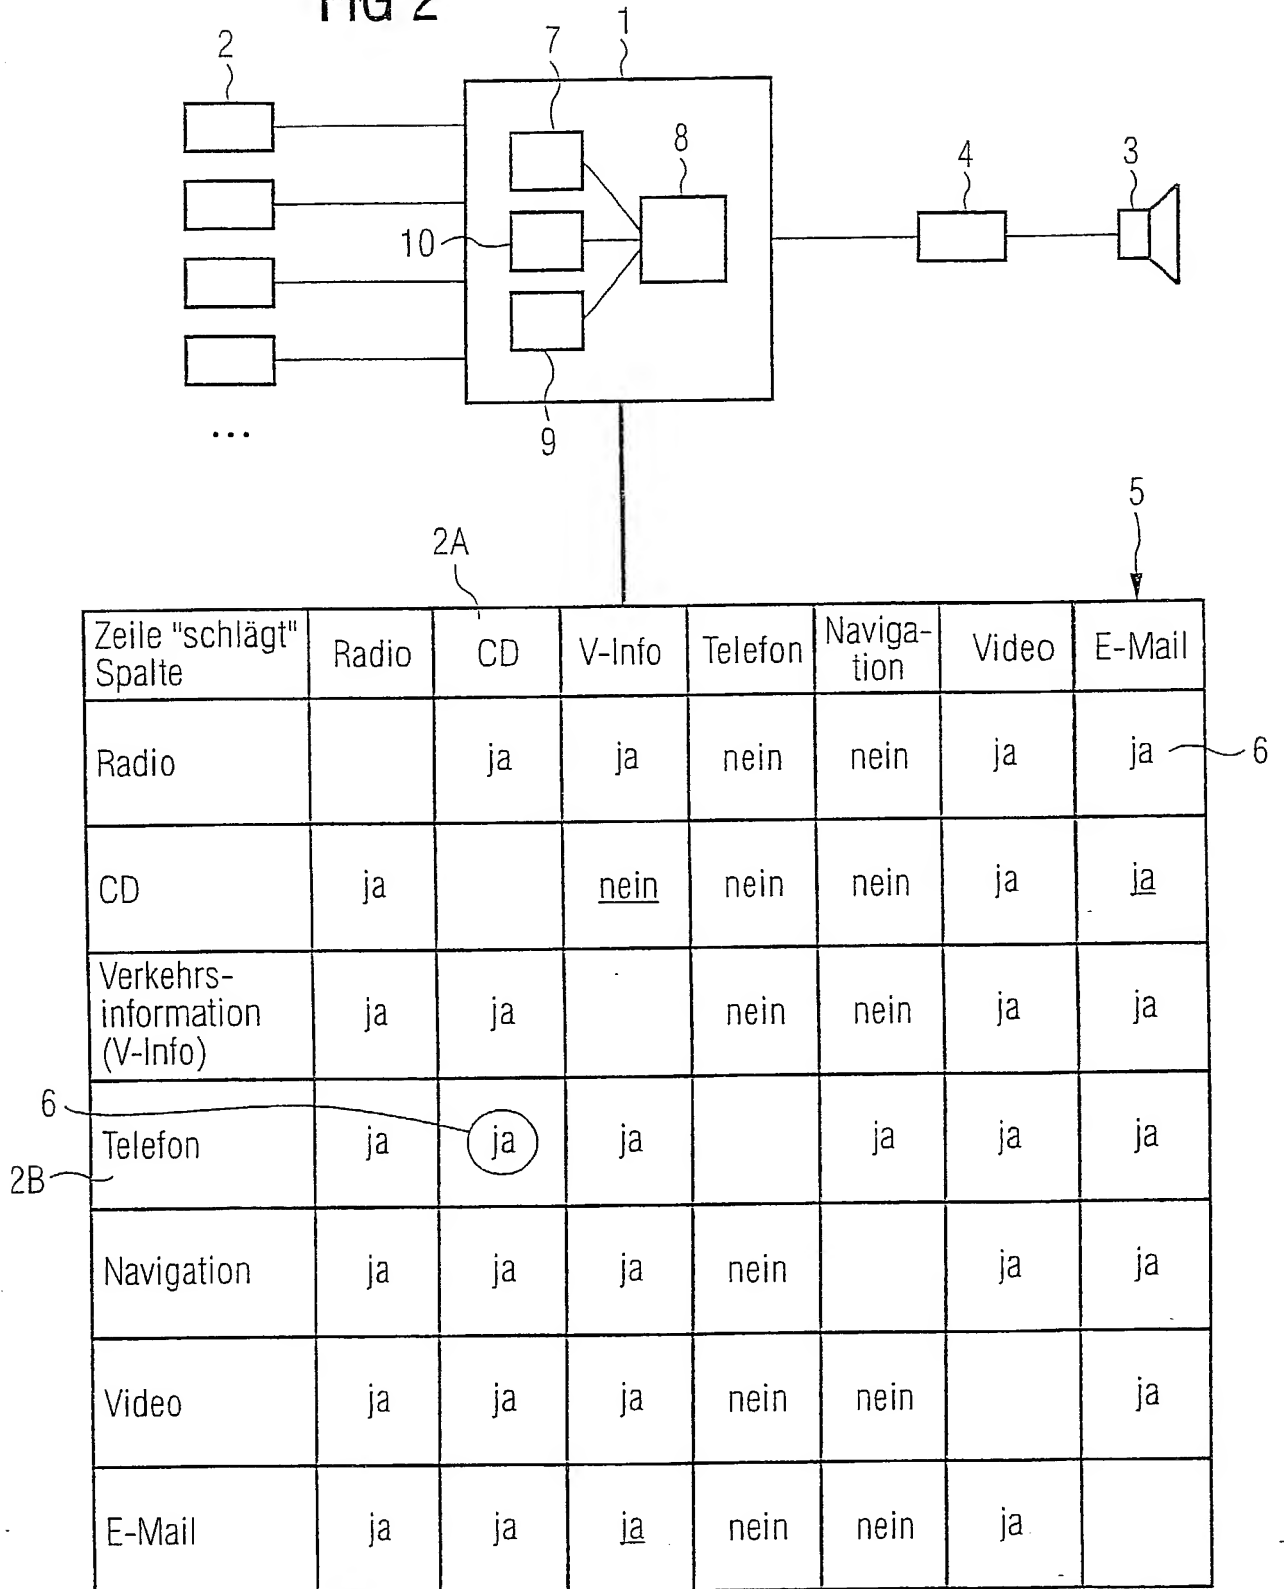 FIG 2
2
7
1
8
4
3
10
9
5
2A
Zeile "schlägt" Spalte
Radio
CD
V-Info
Telefon
Naviga-
tion
Video
E-Mail
Radio
ja
ja
nein
nein
ja
ja
6
CD
ja
nein
nein
nein
ja
ja
Verkehrs-
information
(V-Info)
ja
ja
nein
nein
ja
ja
6
Telefon
ja
ja
ja
ja
ja
ja
2B
Navigation
ja
ja
ja
nein
ja
ja
Video
ja
ja
ja
nein
nein
ja
E-Mail
ja
ja
ja
nein
nein
ja